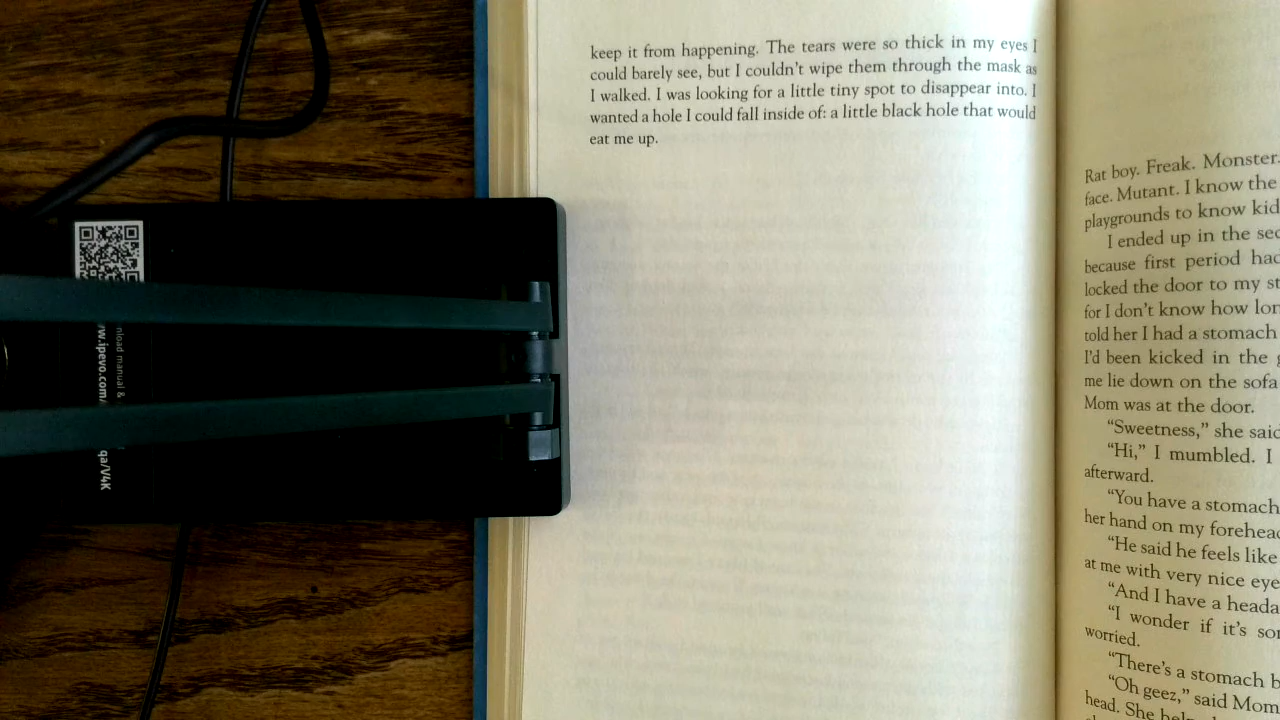 keep it from happening. The tears were so thick in my eyes I
could barely see, but I couldn't wipe them through the mask as
I walked. I was looking for a little tiny spot to disappear into. I
wanted a hole I could fall inside of: a little black hole that would
eat me up.
Rat boy. Freak. Monster.
face. Mutant. I know the
playgrounds to know kid
I ended up in the sec
because first period had
locked the door to my st
for I don't know how lon
told her I had a stomach
I'd been kicked in the g
me lie down on the sofa
Mom was at the door.
"Sweetness," she said
"Hi," I mumbled. I
afterward.
"You have a stomach
her hand on my forehead
"He said he feels like
at me with very nice eye
"And I have a heada
"I wonder if it's so
worried.
"There's a stomach b
"Oh geez," said Mom
head. She hel
nload manual &
w.ipevo.com/
qa/V4K